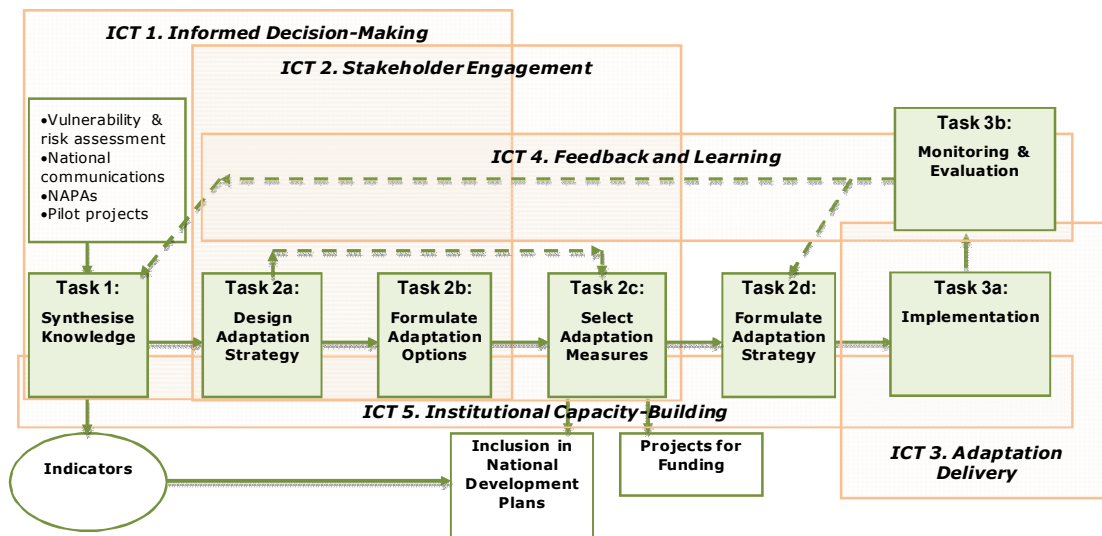 ICT 1. Informed Decision-Making
ICT 2. Stakeholder Engagement
•Vulnerability &
risk assessment
•National
communications
•NAPAs
•Pilot projects
ICT 4. Feedback and Learning
Task 3b:
Monitoring &
Evaluation
Task 1:
Synthesise
Knowledge
Task 2a:
Design
Adaptation
Strategy
Task 2b:
Formulate
Adaptation
Options
Task 2c:
Select
Adaptation
Measures
Task 2d:
Formulate
Adaptation
Strategy
Task 3a:
Implementation
ICT 5. Institutional Capacity-Building
Indicators
Inclusion in
National
Development
Plans
Projects for
Funding
ICT 3. Adaptation
Delivery